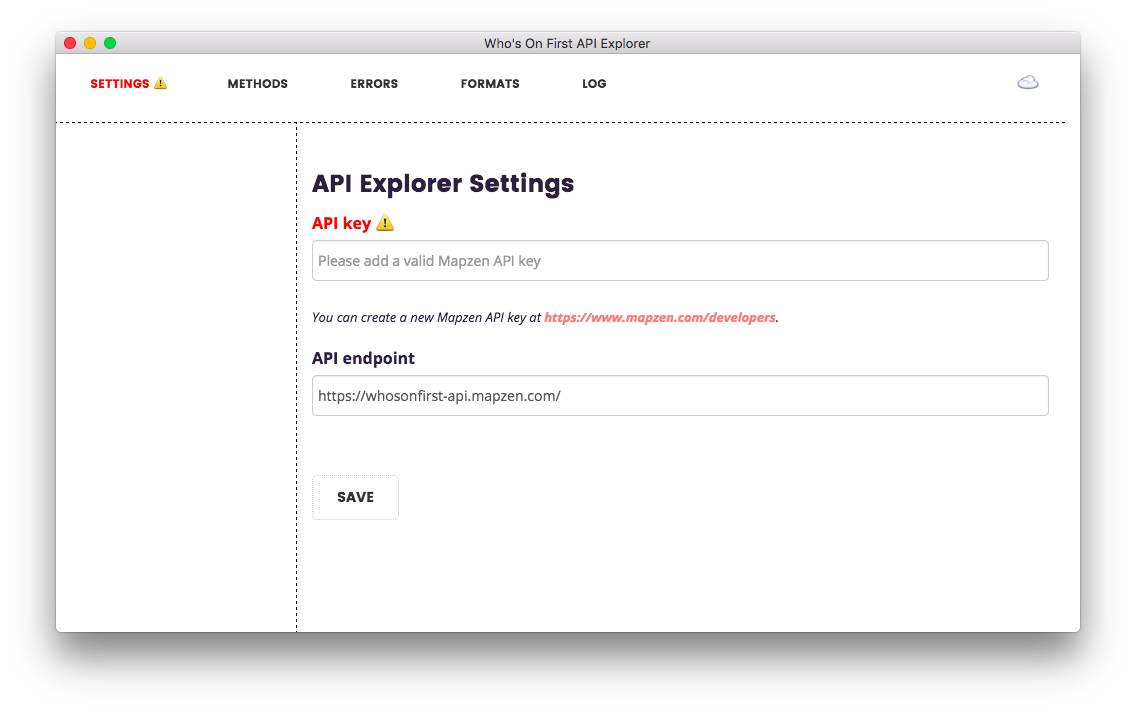 Who's On First API Explorer
SETTINGS ⚠️ METHODS ERRORS FORMATS LOG
API Explorer Settings
API key ⚠️
Please add a valid Mapzen API key
You can create a new Mapzen API key at https://www.mapzen.com/developers.
API endpoint
https://whosonfirst-api.mapzen.com/
SAVE